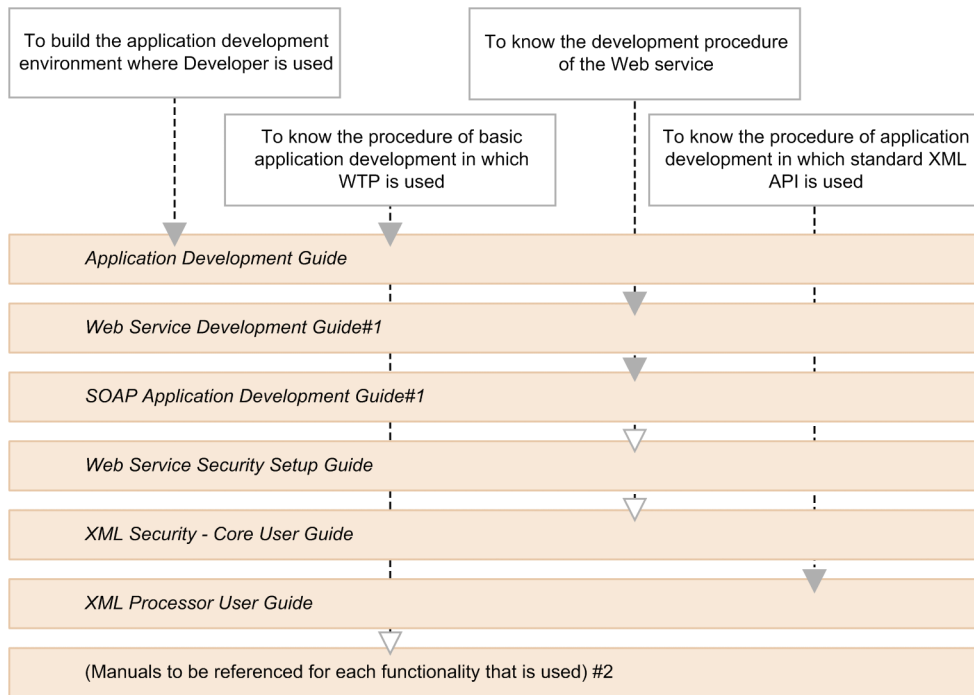 To build the application development
environment where Developer is used
To know the development procedure
of the Web service
To know the procedure of basic
application development in which
WTP is used
To know the procedure of application
development in which standard XML
API is used
Application Development Guide
Web Service Development Guide#1
SOAP Application Development Guide#1
Web Service Security Setup Guide
XML Security - Core User Guide
XML Processor User Guide
(Manuals to be referenced for each functionality that is used) #2